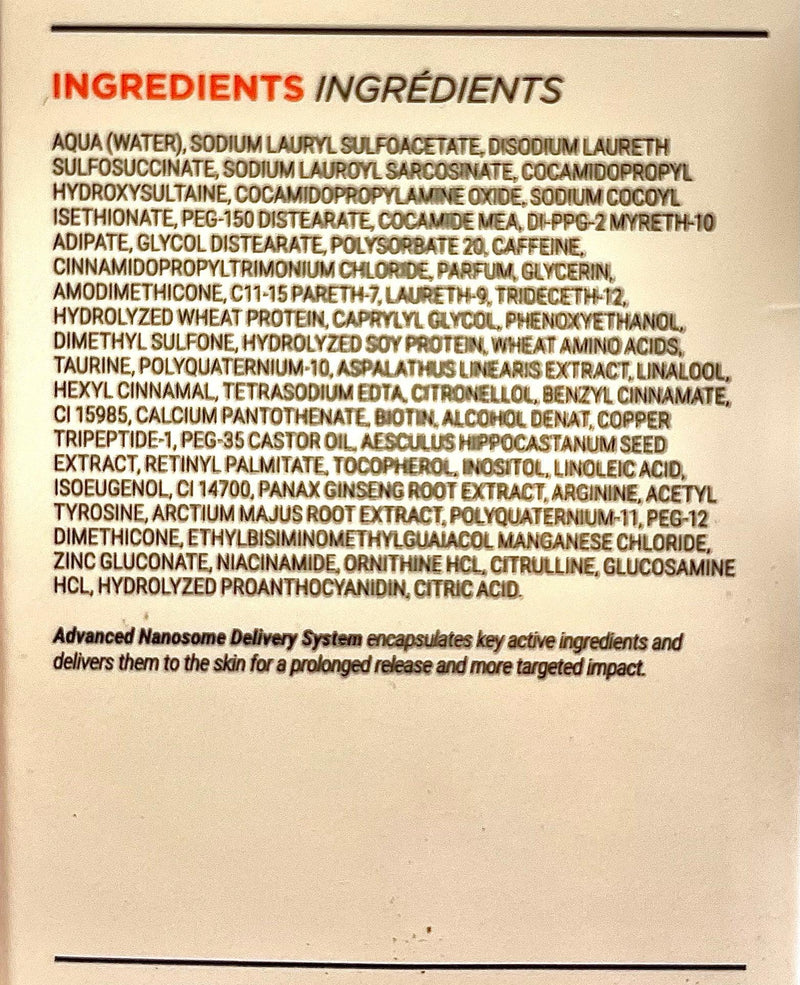 INGREDIENTS INGRÉDIENTS
AQUA (WATER), SODIUM LAURYL SULFOACETATE, DISODIUM LAURETH
SULFOSUCCINATE, SODIUM LAUROYL SARCOSINATE, COCAMIDOPROPYL
HYDROXYSULTAINE, COCAMIDOPROPYLAMINE OXIDE, SODIUM COCOYL
ISETHIONATE, PEG-150 DISTEARATE, COCAMIDE MEA, DI-PPG-2 MYRETH-10
ADIPATE, GLYCOL DISTEARATE, POLYSORBATE 20, CAFFEINE,
CINNAMIDOPROPYLTRIMONIUM CHLORIDE, PARFUM, GLYCERIN,
AMODIMETHICONE, C11-15 PARETH-7, LAURETH-9, TRIDECETH-12,
HYDROLYZED WHEAT PROTEIN, CAPRYLYL GLYCOL, PHENOXYETHANOL,
DIMETHYL SULFONE, HYDROLYZED SOY PROTEIN, WHEAT AMINO ACIDS,
TAURINE, POLYQUATERNIUM-10, ASPALATHUS LINEARIS EXTRACT, LINALOOL,
HEXYL CINNAMAL, TETRASODIUM EDTA, CITRONELLOL, BENZYL CINNAMATE,
CI 15985, CALCIUM PANTOTHENATE, BIOTIN, ALCOHOL DENAT, COPPER
TRIPEPTIDE-1, PEG-35 CASTOR OIL, AESCULUS HIPPOCASTANUM SEED
EXTRACT, RETINYL PALMITATE, TOCOPHEROL, INOSITOL, LINOLEIC ACID,
ISOEUGENOL, CI 14700, PANAX GINSENG ROOT EXTRACT, ARGININE, ACETYL
TYROSINE, ARCTIUM MAJUS ROOT EXTRACT, POLYQUATERNIUM-11, PEG-12
DIMETHICONE, ETHYLBISIMINOMETHYLGUAIACOL MANGANESE CHLORIDE,
ZINC GLUCONATE, NIACINAMIDE, ORNITHINE HCL, CITRULLINE, GLUCOSAMINE
HCL, HYDROLYZED PROANTHOCYANIDIN, CITRIC ACID.
Advanced Nanosome Delivery System encapsulates key active ingredients and
delivers them to the skin for a prolonged release and more targeted impact.